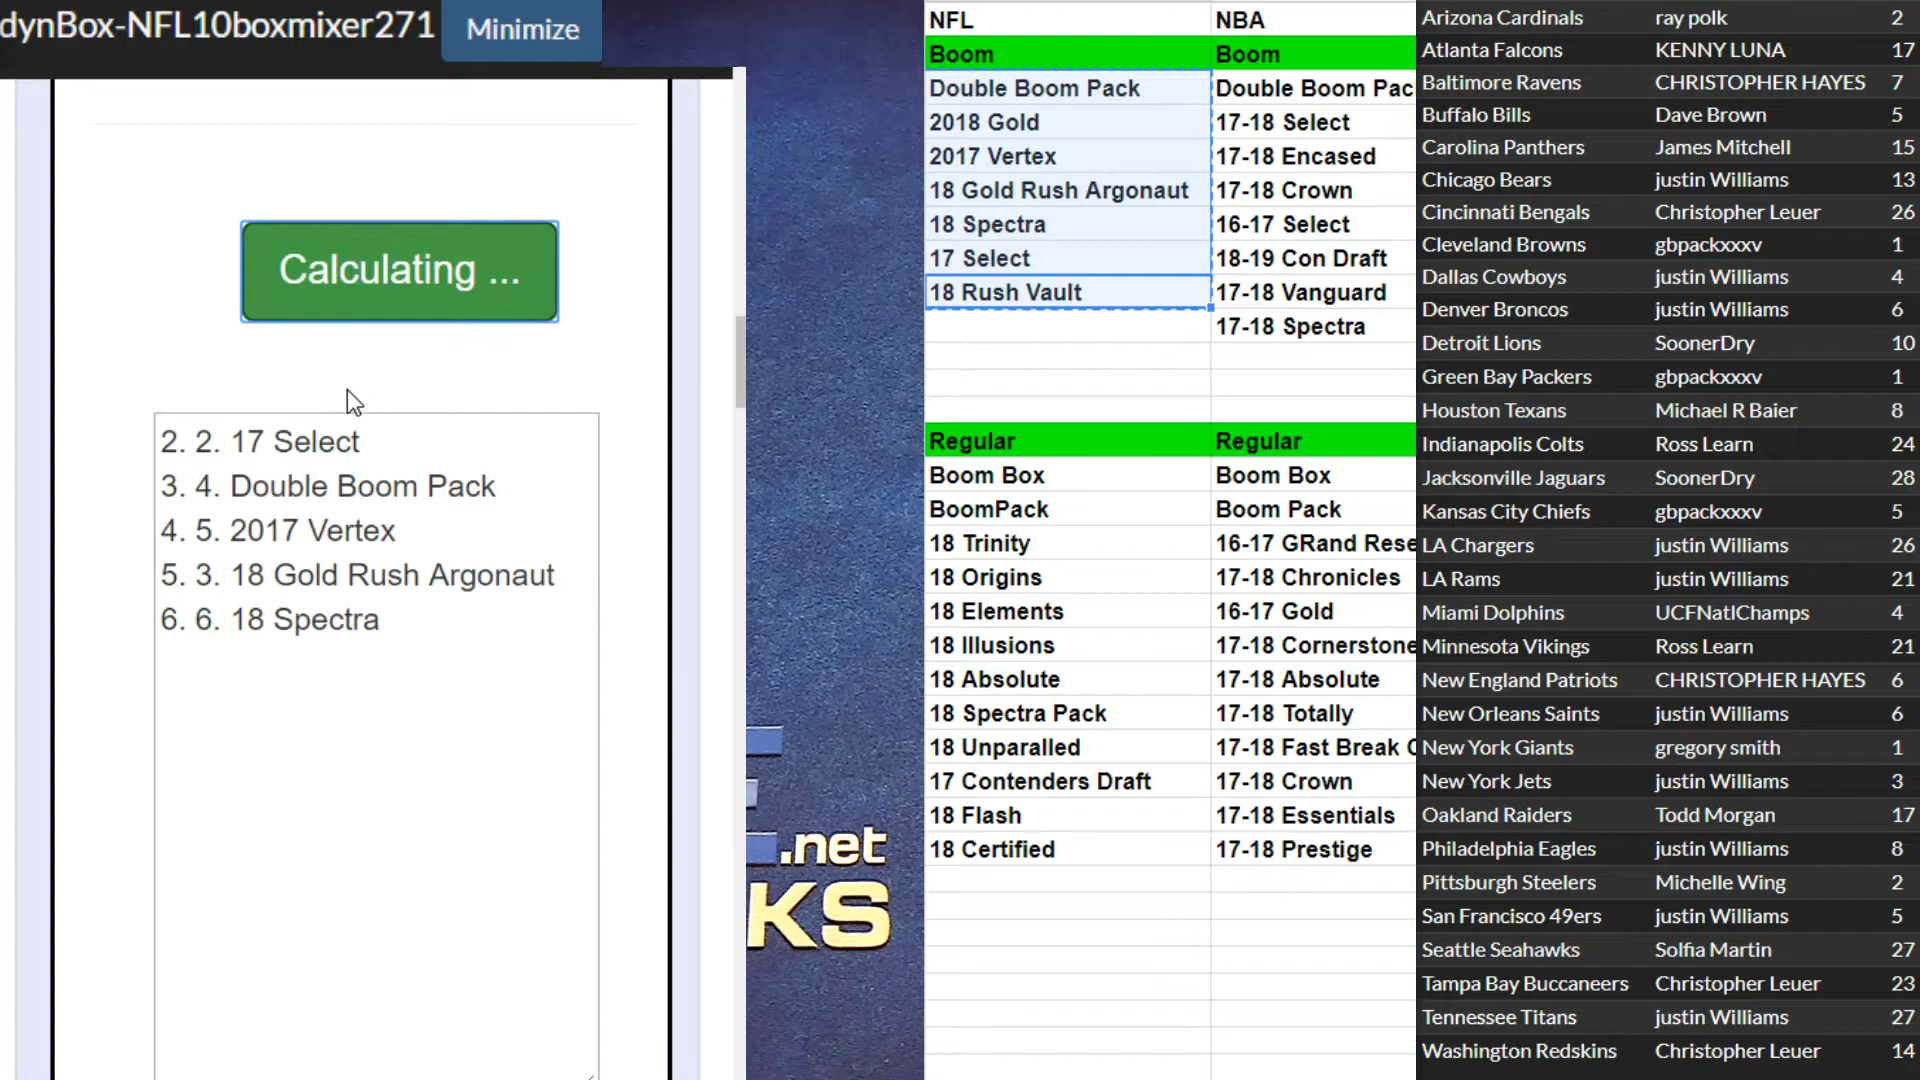 dynBox-NFL10boxmixer271
Minimize
Calculating ...
2. 2. 17 Select
3. 4. Double Boom Pack
4. 5. 2017 Vertex
5. 3. 18 Gold Rush Argonaut
6. 6. 18 Spectra
.net
KS
NFL NBA
Boom Boom
Double Boom Pack Double Boom Pac
2018 Gold 17-18 Select
2017 Vertex 17-18 Encased
18 Gold Rush Argonaut 17-18 Crown
18 Spectra 16-17 Select
17 Select 18-19 Con Draft
18 Rush Vault 17-18 Vanguard
17-18 Spectra
Regular Regular
Boom Box Boom Box
BoomPack Boom Pack
18 Trinity 16-17 GRand Rese
18 Origins 17-18 Chronicles
18 Elements 16-17 Gold
18 Illusions 17-18 Cornerstone
18 Absolute 17-18 Absolute
18 Spectra Pack 17-18 Totally
18 Unparalled 17-18 Fast Break
17 Contenders Draft 17-18 Crown
18 Flash 17-18 Essentials
18 Certified 17-18 Prestige
Arizona Cardinals ray polk 2
Atlanta Falcons KENNY LUNA 17
Baltimore Ravens CHRISTOPHER HAYES 7
Buffalo Bills Dave Brown 5
Carolina Panthers James Mitchell 15
Chicago Bears justin Williams 13
Cincinnati Bengals Christopher Leuer 26
Cleveland Browns gbpackxxxv 1
Dallas Cowboys justin Williams 4
Denver Broncos justin Williams 6
Detroit Lions SoonerDry 10
Green Bay Packers gbpackxxxv 1
Houston Texans Michael R Baier 8
Indianapolis Colts Ross Learn 24
Jacksonville Jaguars SoonerDry 28
Kansas City Chiefs gbpackxxxv 5
LA Chargers justin Williams 26
LA Rams justin Williams 21
Miami Dolphins UCFNatlChamps 4
Minnesota Vikings Ross Learn 21
New England Patriots CHRISTOPHER HAYES 6
New Orleans Saints justin Williams 6
New York Giants gregory smith 1
New York Jets justin Williams 3
Oakland Raiders Todd Morgan 17
Philadelphia Eagles justin Williams 8
Pittsburgh Steelers Michelle Wing 2
San Francisco 49ers justin Williams 5
Seattle Seahawks Solfia Martin 27
Tampa Bay Buccaneers Christopher Leuer 23
Tennessee Titans justin Williams 27
Washington Redskins Christopher Leuer 14